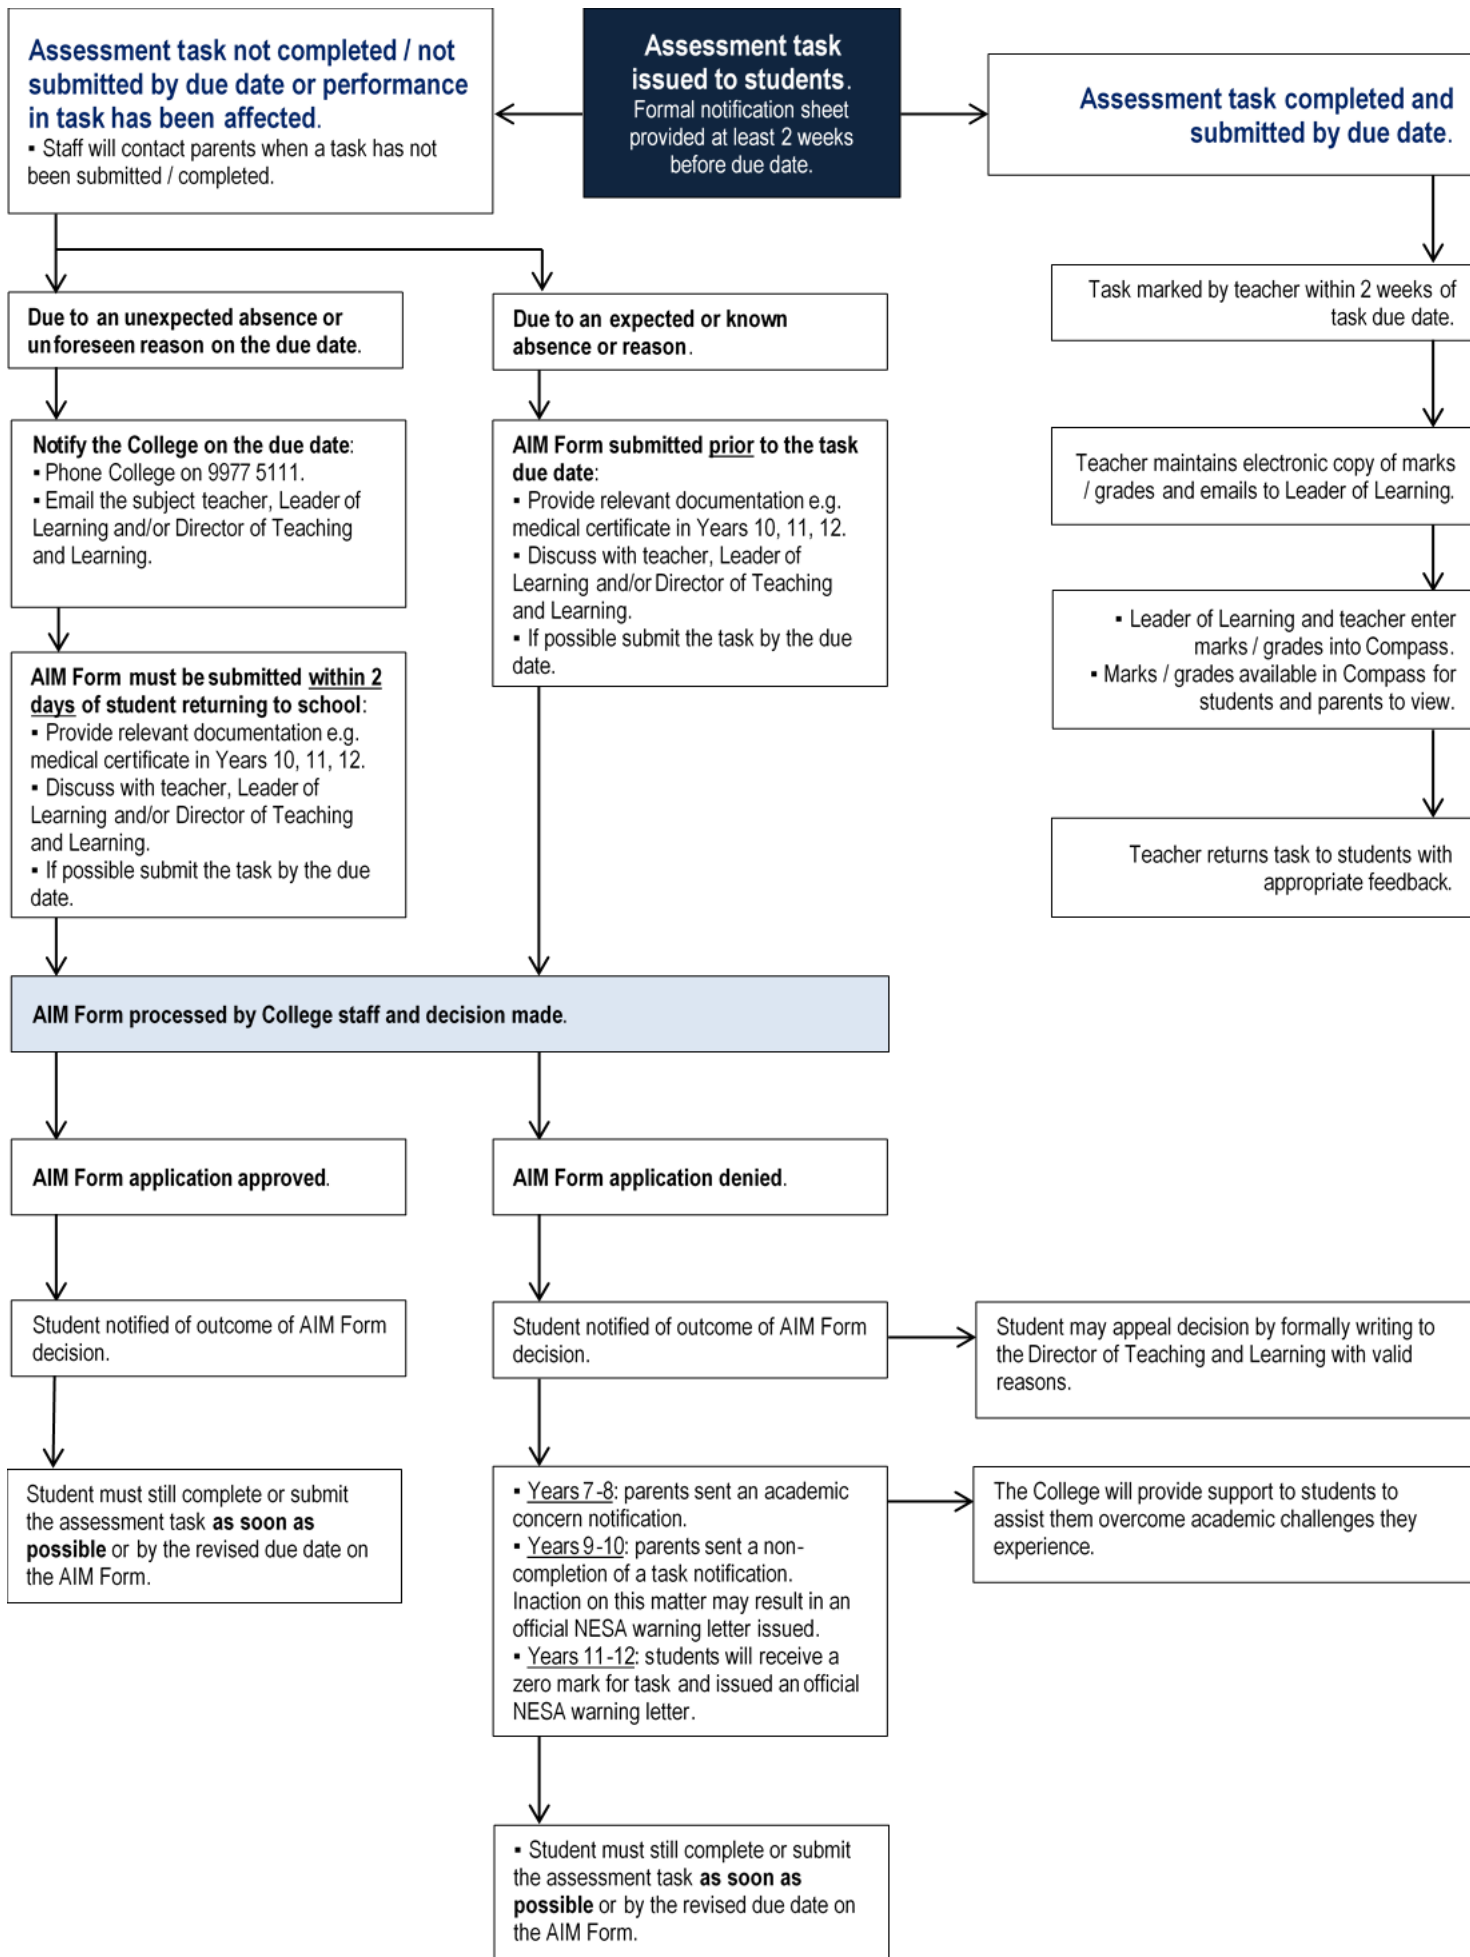 Assessment task not completed / not
submitted by due date or performance
in task has been affected.
▪ Staff will contact parents when a task has not
been submitted / completed.
Assessment task
issued to students.
Formal notification sheet
provided at least 2 weeks
before due date.
Assessment task completed and
submitted by due date.
Due to an unexpected absence or
unforeseen reason on the due date.
Due to an expected or known
absence or reason.
Task marked by teacher within 2 weeks of
task due date.
Notify the College on the due date:
▪ Phone College on 9977 5111.
▪ Email the subject teacher, Leader of
Learning and/or Director of Teaching
and Learning.
AIM Form submitted prior to the task
due date:
▪ Provide relevant documentation e.g.
medical certificate in Years 10, 11, 12.
▪ Discuss with teacher, Leader of
Learning and/or Director of Teaching
and Learning.
▪ If possible submit the task by the due
date.
Teacher maintains electronic copy of marks
/ grades and emails to Leader of Learning.
▪ Leader of Learning and teacher enter
marks / grades into Compass.
▪ Marks / grades available in Compass for
students and parents to view.
AIM Form must be submitted within 2
days of student returning to school:
▪ Provide relevant documentation e.g.
medical certificate in Years 10, 11, 12.
▪ Discuss with teacher, Leader of
Learning and/or Director of Teaching
and Learning.
▪ If possible submit the task by the due
date.
Teacher returns task to students with
appropriate feedback.
AIM Form processed by College staff and decision made.
AIM Form application approved.
AIM Form application denied.
Student notified of outcome of AIM Form
decision.
Student notified of outcome of AIM Form
decision.
Student may appeal decision by formally writing to
the Director of Teaching and Learning with valid
reasons.
Student must still complete or submit
the assessment task as soon as
possible or by the revised due date on
the AIM Form.
▪ Years 7-8: parents sent an academic
concern notification.
▪ Years 9-10: parents sent a non-
completion of a task notification.
Inaction on this matter may result in an
official NESA warning letter issued.
▪ Years 11-12: students will receive a
zero mark for task and issued an official
NESA warning letter.
The College will provide support to students to
assist them overcome academic challenges they
experience.
▪ Student must still complete or submit
the assessment task as soon as
possible or by the revised due date on
the AIM Form.